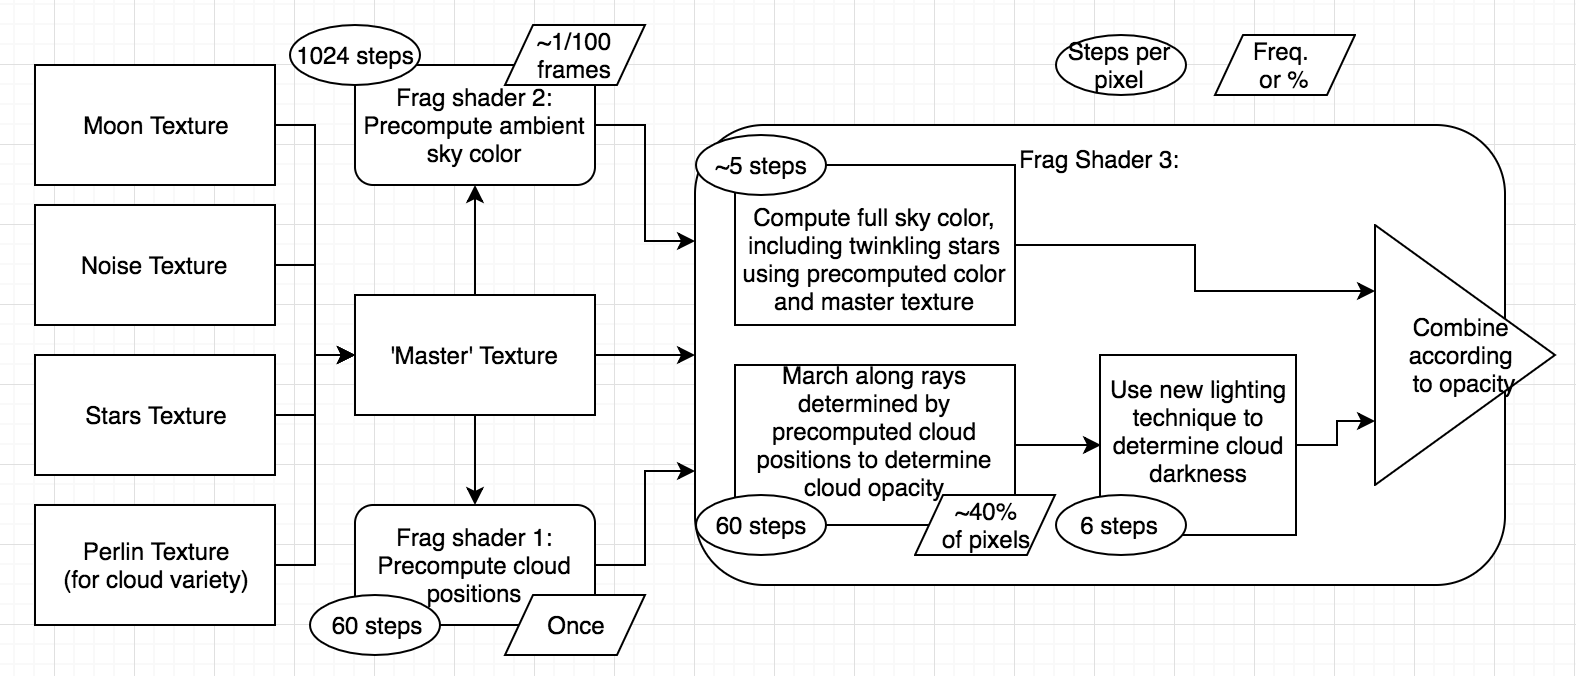 1024 steps
~1/100
frames
Steps per
pixel
Freq.
or %
Moon Texture
Frag shader 2:
Precompute ambient
sky color
Noise Texture
'Master' Texture
Stars Texture
Perlin Texture
(for cloud variety)
Frag shader 1:
Precompute cloud
positions
60 steps
Once
Frag Shader 3:
~5 steps
Compute full sky color,
including twinkling stars
using precomputed color
and master texture
March along rays
determined by
precomputed cloud
positions to determine
cloud opacity
60 steps
~40%
of pixels
Use new lighting
technique to
determine cloud
darkness
6 steps
Combine
according
to opacity